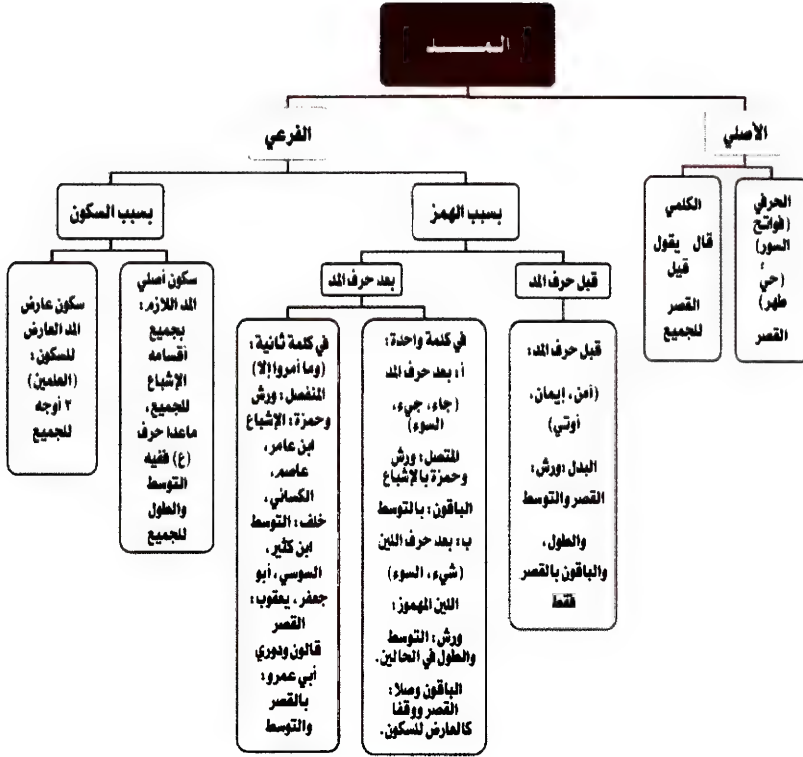 المـــــد
الأصلي
الفرعي
الحرفي
(فواتح
السور)
؛
(حي
طهر)
القصر
الكلمي
قال يقول
قيل
القصر
للجميع
بسبب الهمز
بسبب السكون
قبل حرف المد
بعد حرف المد
قبل حرف المد:
(آمن، إيمان،
أوتي)
البدل :ورش:
القصر والتوسط
والطول،
والباقون بالقصر
فقط
في كلمة واحدة:
أ: بعد حرف المد
(جاء، جيء،
السوء)
المتصل: ورش
وحمزة بالإشباع
الباقون: بالتوسط
ب: بعد حرف اللين
(شيء، السوء)
اللين المهموز:
ورش: التوسط
والطول في الحالين.
الباقون وصلا:
القصر ووقفا
كالعارض للسكون.
في كلمة ثانية:
(وما أمروا إلا)
المنفصل: ورش
وحمزة: الإشباع
ابن عامر،
عاصم،
الكسائي،
خلف: التوسط
ابن كثير،
السوسي، أبو
جعفر، يعقوب:
القصر
قالون ودوري
أبي عمرو:
بالقصر
والتوسط
سكون أصلي
المد اللازم:
بجميع
أقسامه
الإشباع
للجميع،
ماعدا حرف
(ع) ففيه
التوسط
والطول
للجميع
سكون عارض
المد العارض
للسكون:
(العلمين)
٣ أوجه
للجميع